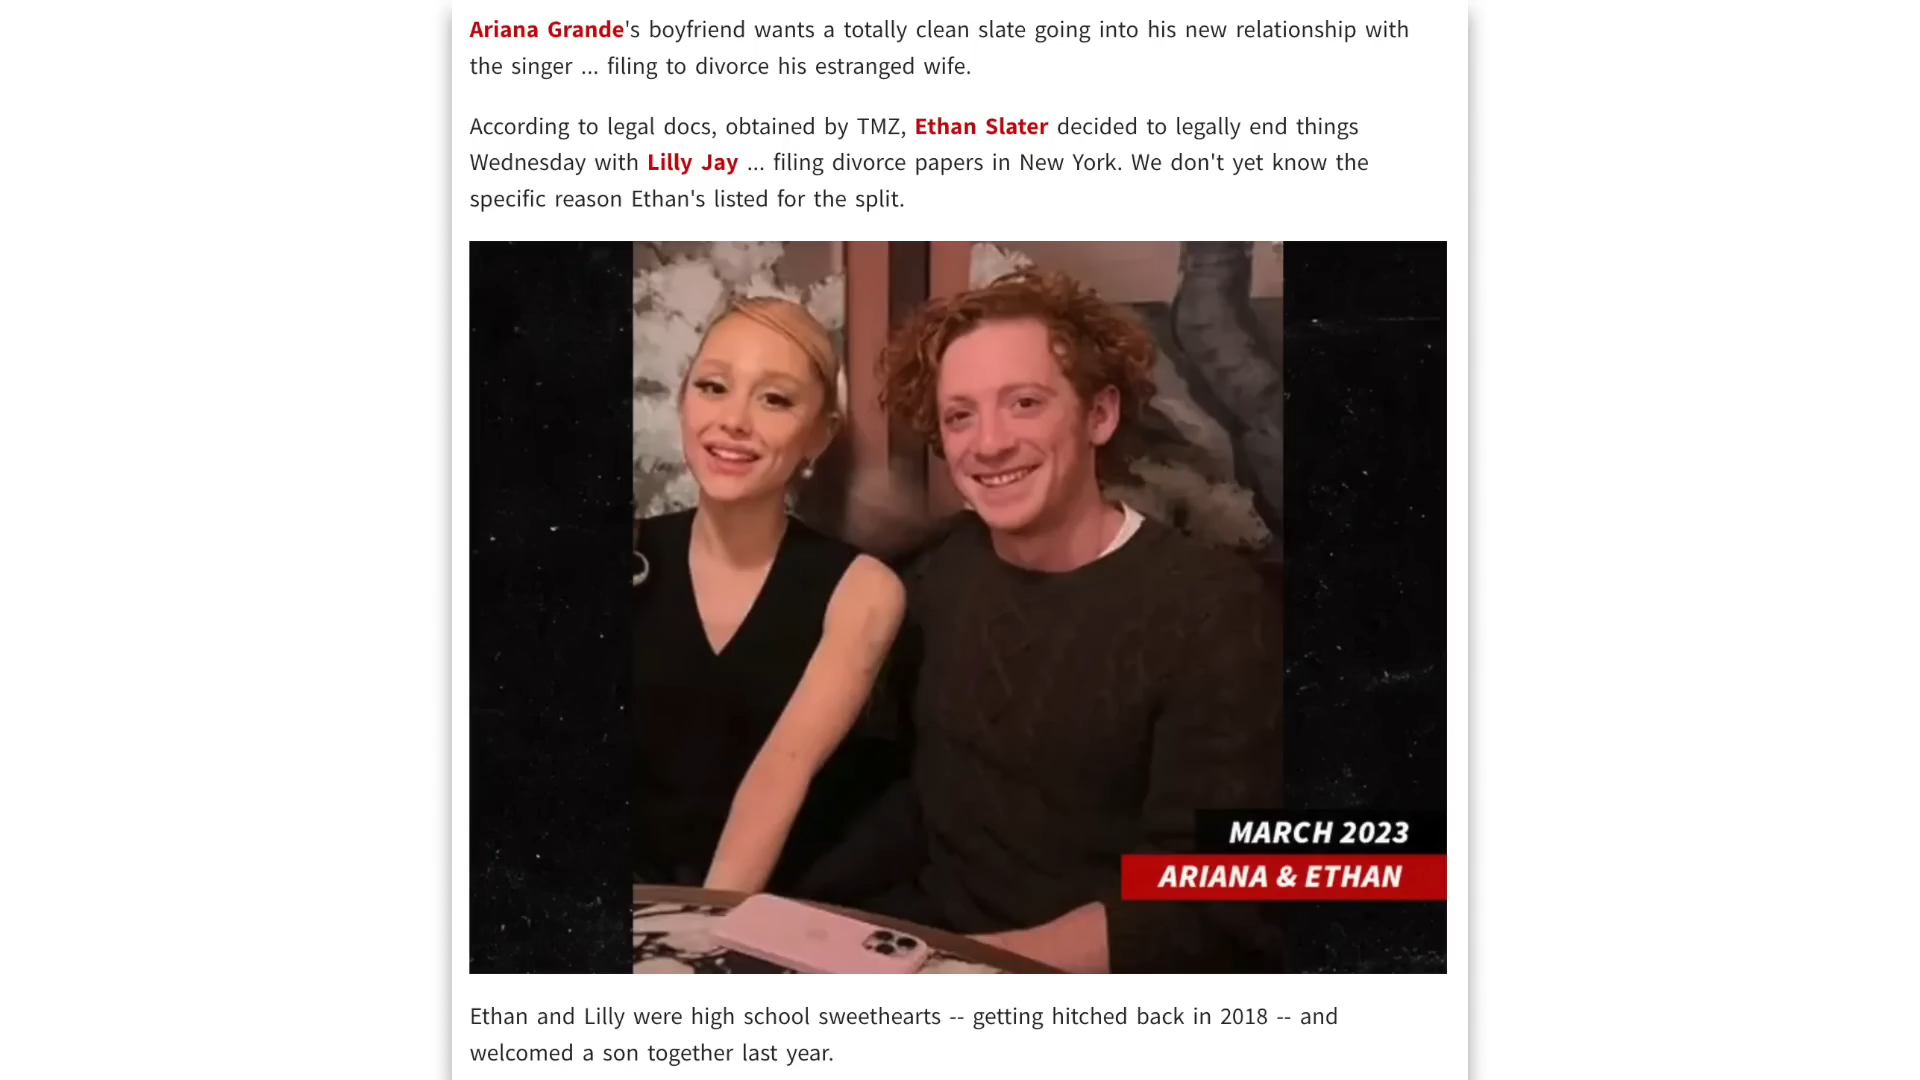 Ariana Grande's boyfriend wants a totally clean slate going into his new relationship with
the singer ... filing to divorce his estranged wife.
According to legal docs, obtained by TMZ, Ethan Slater decided to legally end things
Wednesday with Lilly Jay ... filing divorce papers in New York. We don't yet know the
specific reason Ethan's listed for the split.
MARCH 2023
ARIANA & ETHAN
Ethan and Lilly were high school sweethearts -- getting hitched back in 2018 -- and
welcomed a son together last year.